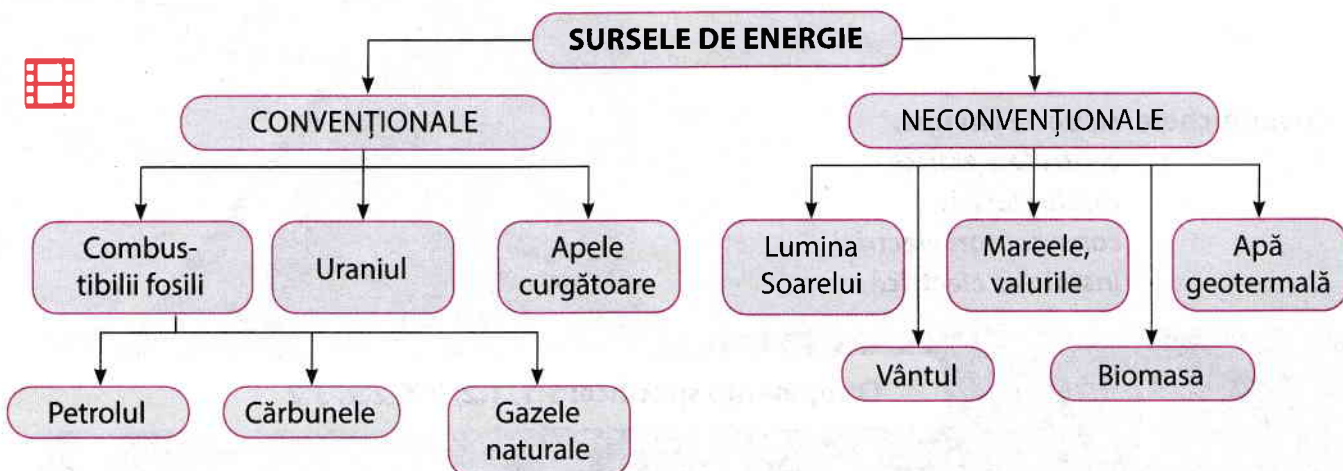 SURSELE DE ENERGIE
CONVENȚIONALE
NECONVENȚIONALE
Combus-
tibilii fosili
Uraniul
Apele
curgătoare
Lumina
Soarelui
Mareele,
valurile
Apă
geotermală
Vântul
Biomasa
Petrolul
Cărbunele
Gazele
naturale